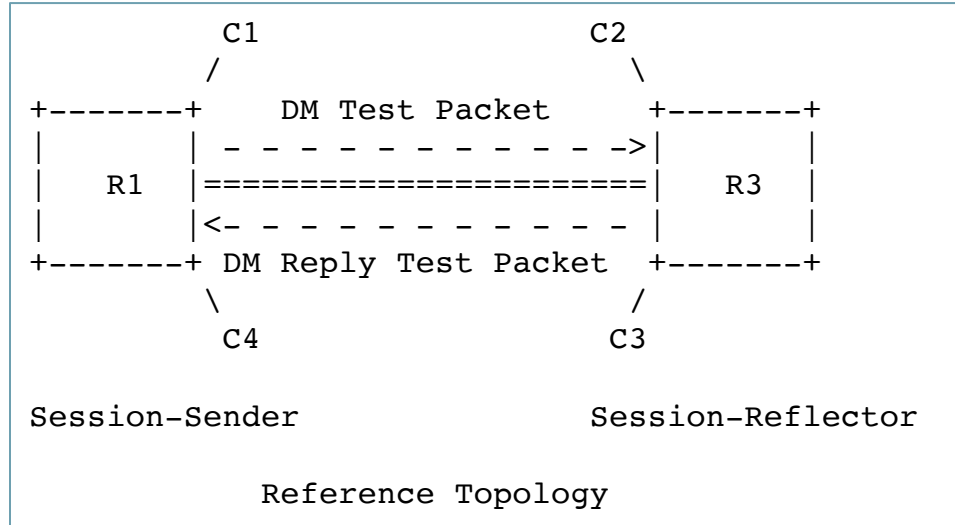 C1 C2
/ \
+-------+ DM Test Packet +-------+
| | - - - - - - - - - - - ->| |
| R1 |=======================| R3 |
| |<- - - - - - - - - - - - | |
+-------+ DM Reply Test Packet +-------+
\ /
C4 C3
Session-Sender Session-Reflector
Reference Topology